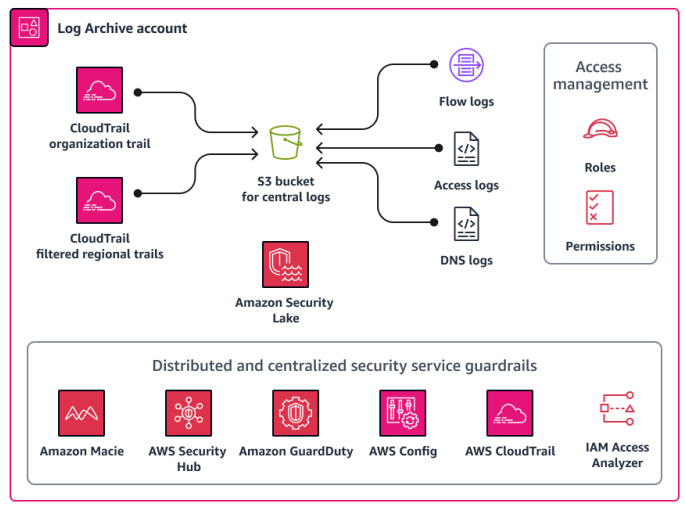 Log Archive account
CloudTrail
organization trail
CloudTrail
filtered regional trails
S3 bucket
for central logs
Amazon Security
Lake
Flow logs
Access logs
DNS logs
Access
management
Roles
Permissions
Distributed and centralized security service guardrails
Amazon Macie
AWS Security
Hub
Amazon GuardDuty
AWS Config
AWS CloudTrail
IAM Access
Analyzer